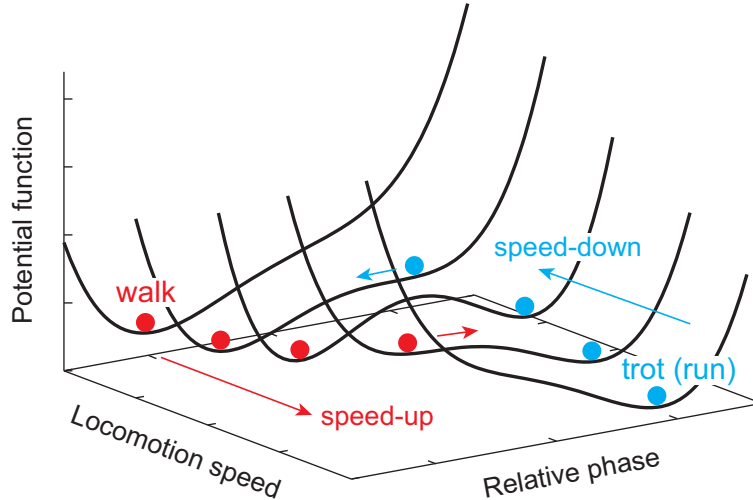 Potential function
walk
speed-down
trot (run)
speed-up
Locomotion speed
Relative phase